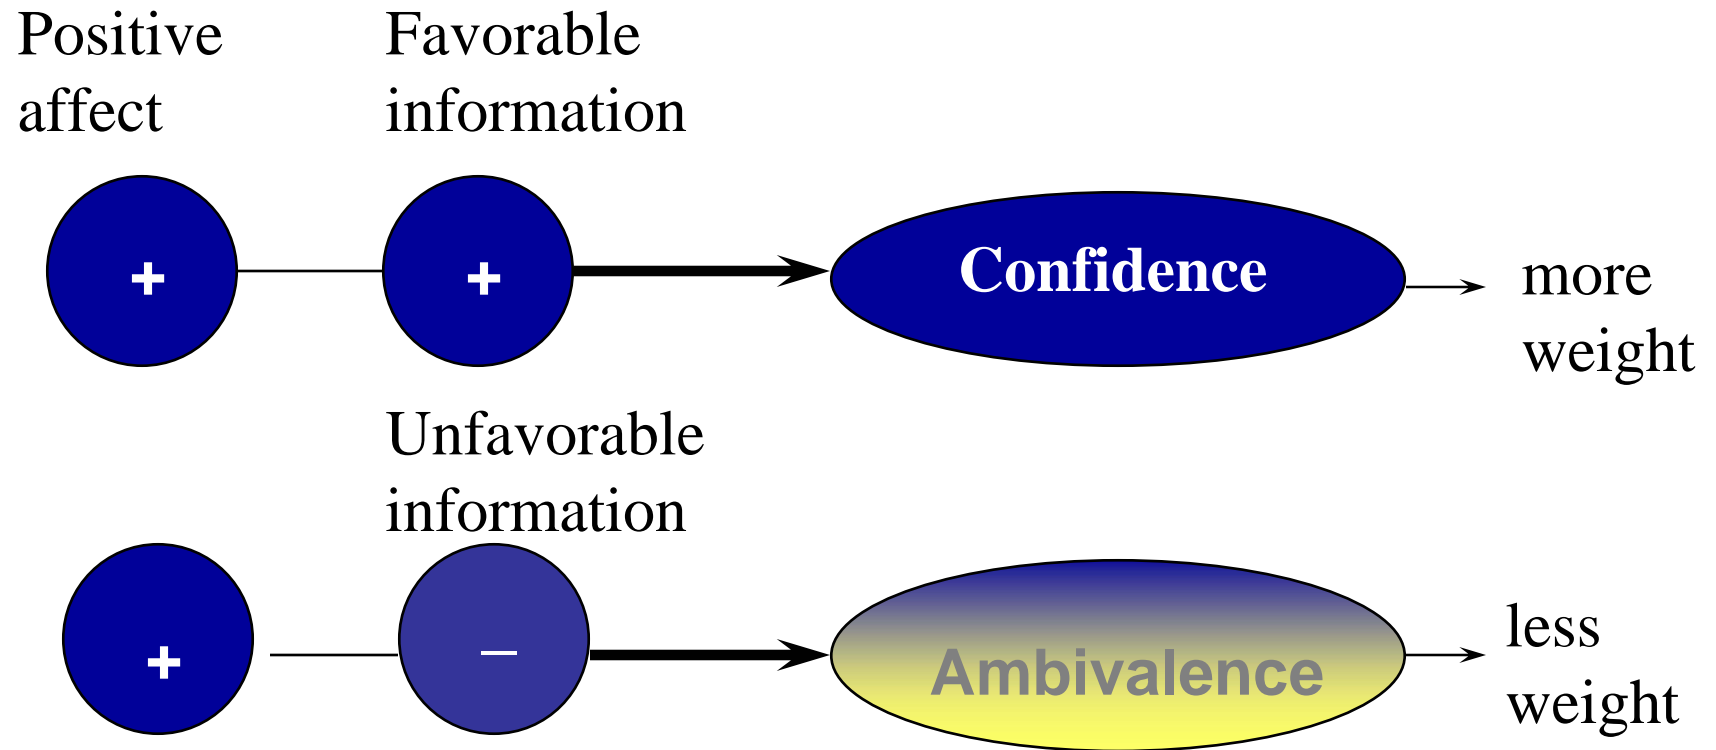 Positive
affect
Favorable
information
+
+
Confidence
more
weight
Unfavorable
information
+
–
Ambivalence
less
weight